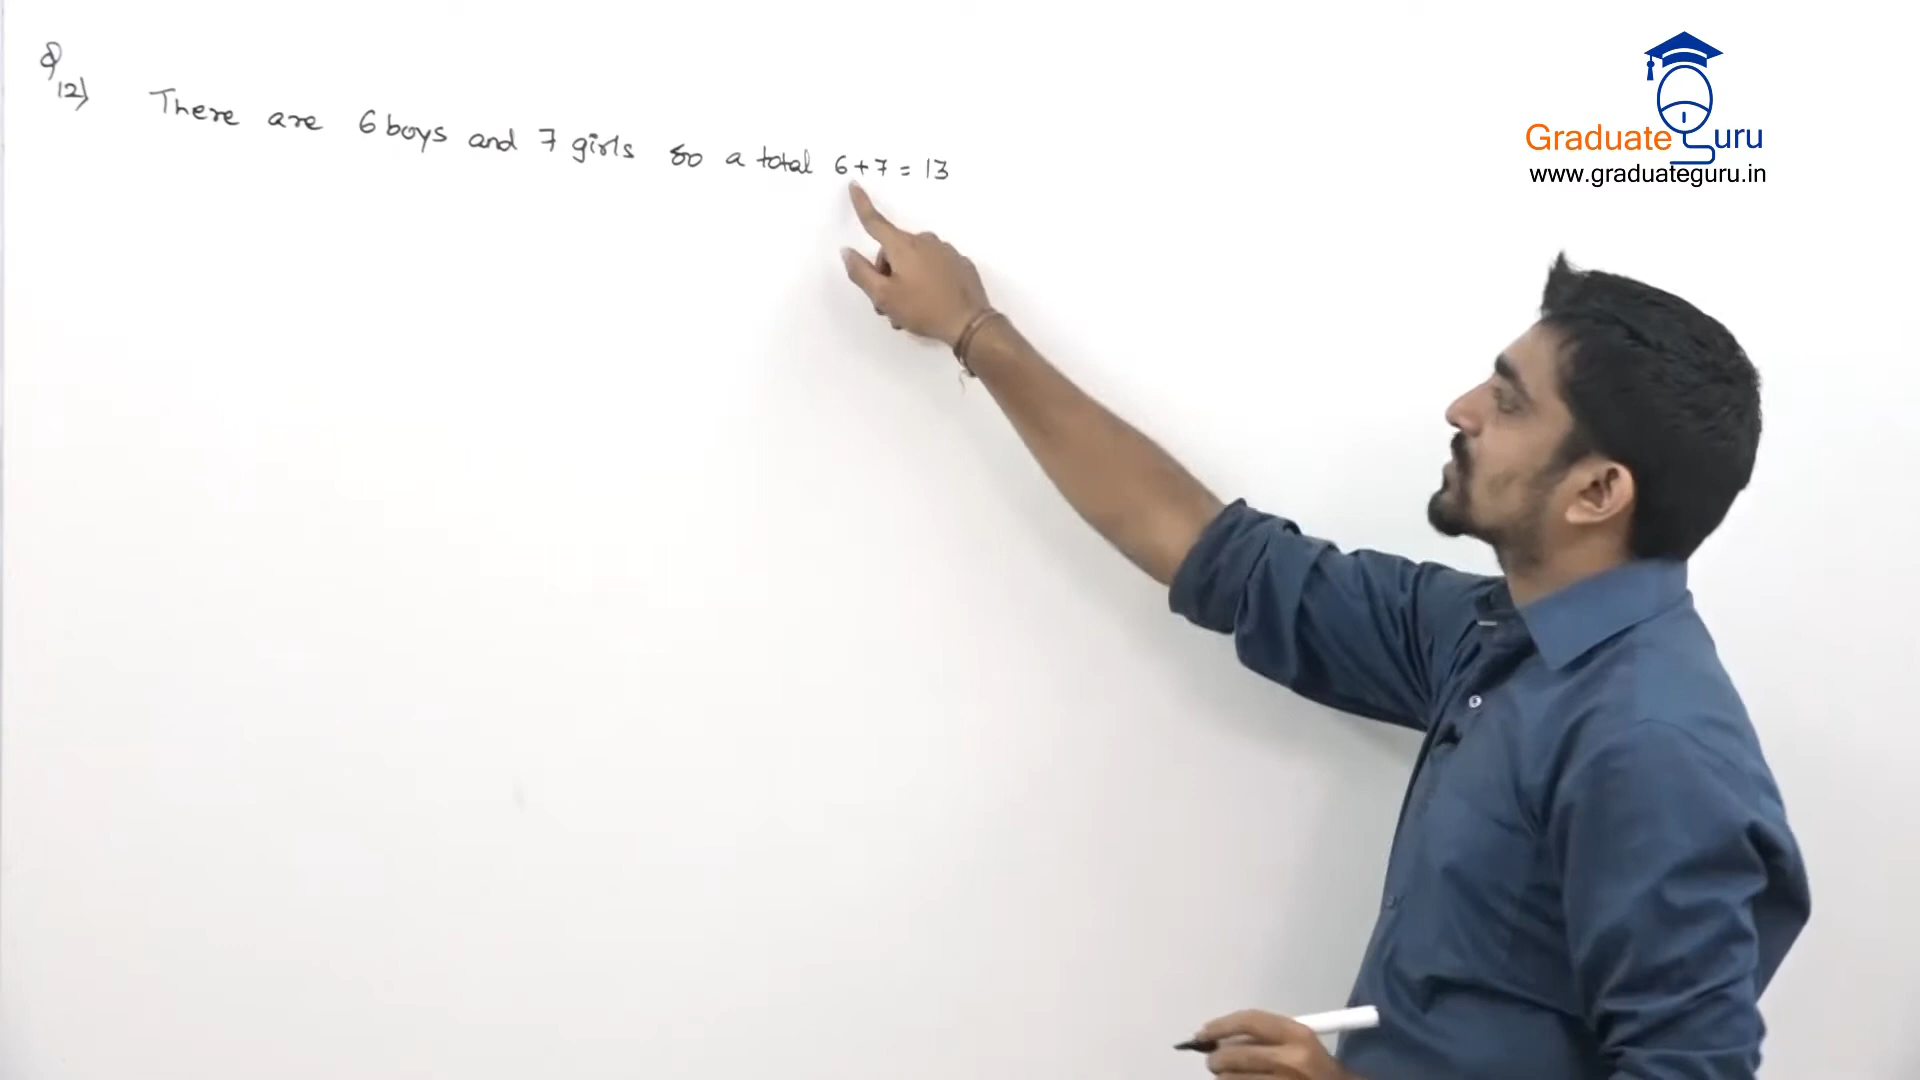 Q
12)
There are 6 boys and 7 girls so a total 6+7 = 13
Graduate Guru
www.graduateguru.in